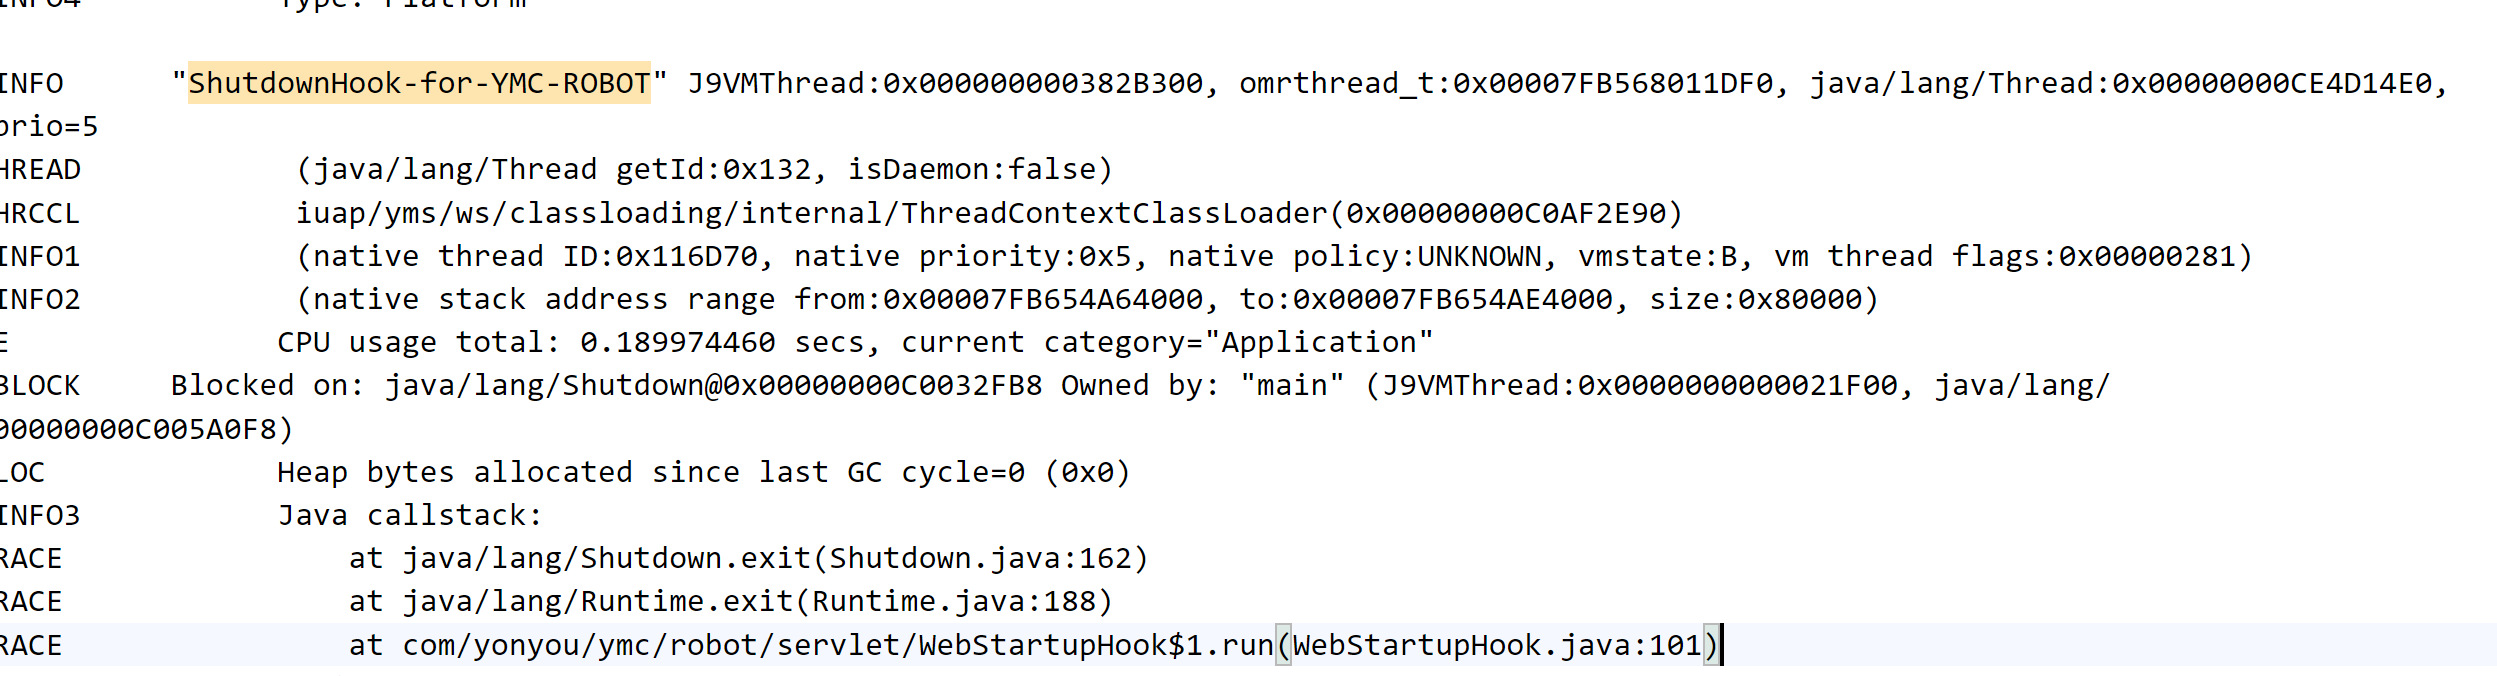 INFO4 Type: Platform
INFO "ShutdownHook-for-YMC-ROBOT" J9VMThread:0x000000000382B300, omrthread_t:0x00007FB568011DF0, java/lang/Thread:0x00000000CE4D14E0,
prio=5
HREAD (java/lang/Thread getId:0x132, isDaemon:false)
HRCCL iuap/yms/ws/classloading/internal/ThreadContextClassLoader(0x00000000C0AF2E90)
INFO1 (native thread ID:0x116D70, native priority:0x5, native policy:UNKNOWN, vmstate:B, vm thread flags:0x00000281)
INFO2 (native stack address range from:0x00007FB654A64000, to:0x00007FB654AE4000, size:0x80000)
E CPU usage total: 0.189974460 secs, current category="Application"
BLOCK Blocked on: java/lang/Shutdown@0x00000000C0032FB8 Owned by: "main" (J9VMThread:0x0000000000021F00, java/lang/
00000000C005A0F8)
LOC Heap bytes allocated since last GC cycle=0 (0x0)
INFO3 Java callstack:
RACE at java/lang/Shutdown.exit(Shutdown.java:162)
RACE at java/lang/Runtime.exit(Runtime.java:188)
RACE at com/yonyou/ymc/robot/servlet/WebStartupHook$1.run(WebStartupHook.java:101)